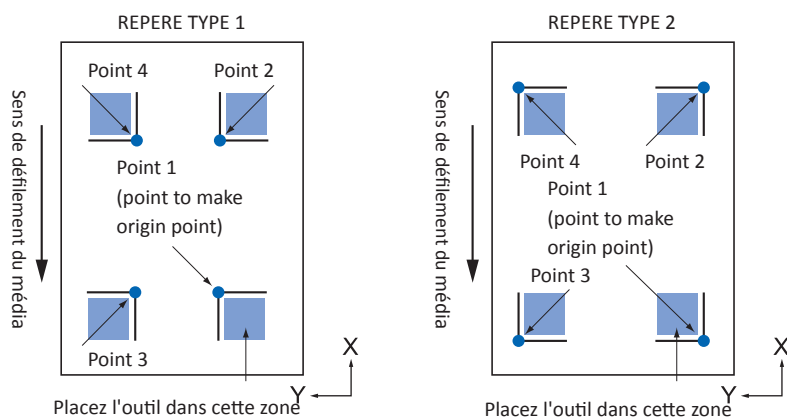 REPERE TYPE 1
Sens de défilement du média
Point 4
Point 2
Point 1
(point to make
origin point)
Point 3
X
Y
Placez l'outil dans cette zone
REPERE TYPE 2
Sens de défilement du média
Point 4
Point 2
Point 1
(point to make
origin point)
Point 3
X
Y
Placez l'outil dans cette zone